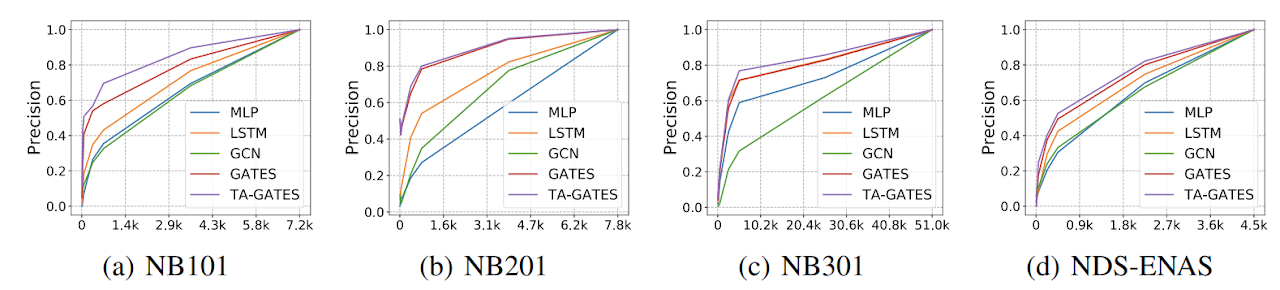 Precision
1.0
0.8
0.6
0.4
0.2
0.0
MLP
LSTM
GCN
GATES
TA-GATES
0 1.4k 2.9k 4.3k 5.8k 7.2k
(a) NB101
Precision
1.0
0.8
0.6
0.4
0.2
0.0
MLP
LSTM
GCN
GATES
TA-GATES
0 1.6k 3.1k 4.7k 6.2k 7.8k
(b) NB201
Precision
1.0
0.8
0.6
0.4
0.2
0.0
MLP
LSTM
GCN
GATES
TA-GATES
0 10.2k 20.4k 30.6k 40.8k 51.0k
(c) NB301
Precision
1.0
0.8
0.6
0.4
0.2
0.0
MLP
LSTM
GCN
GATES
TA-GATES
0 0.9k 1.8k 2.7k 3.6k 4.5k
(d) NDS-ENAS